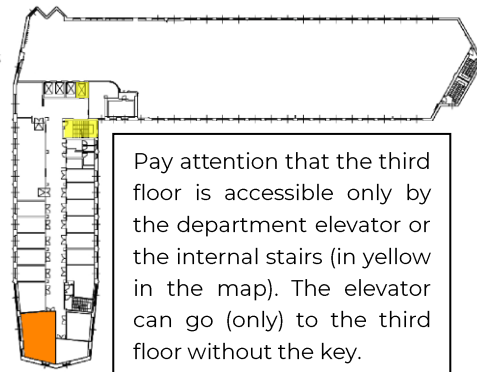 Pay attention that the third
floor is accessible only by
the department elevator or
the internal stairs (in yellow
in the map). The elevator
can go (only) to the third
floor without the key.